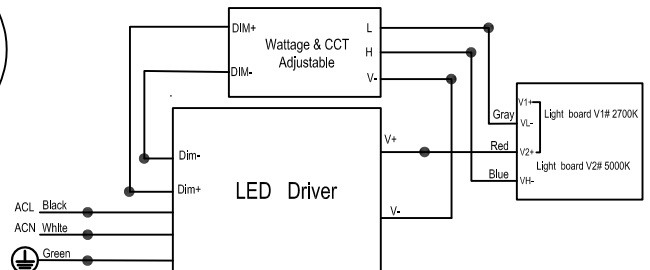 DIM+
DIM-
Wattage & CCT
Adjustable
L
H
V-
V1+
Light board V1# 2700K
Gray
VL-
Red
V2+
Light board V2# 5000K
Blue
VH-
V+
Dim-
Dim+
LED Driver
V-
ACL Black
ACN White
Green